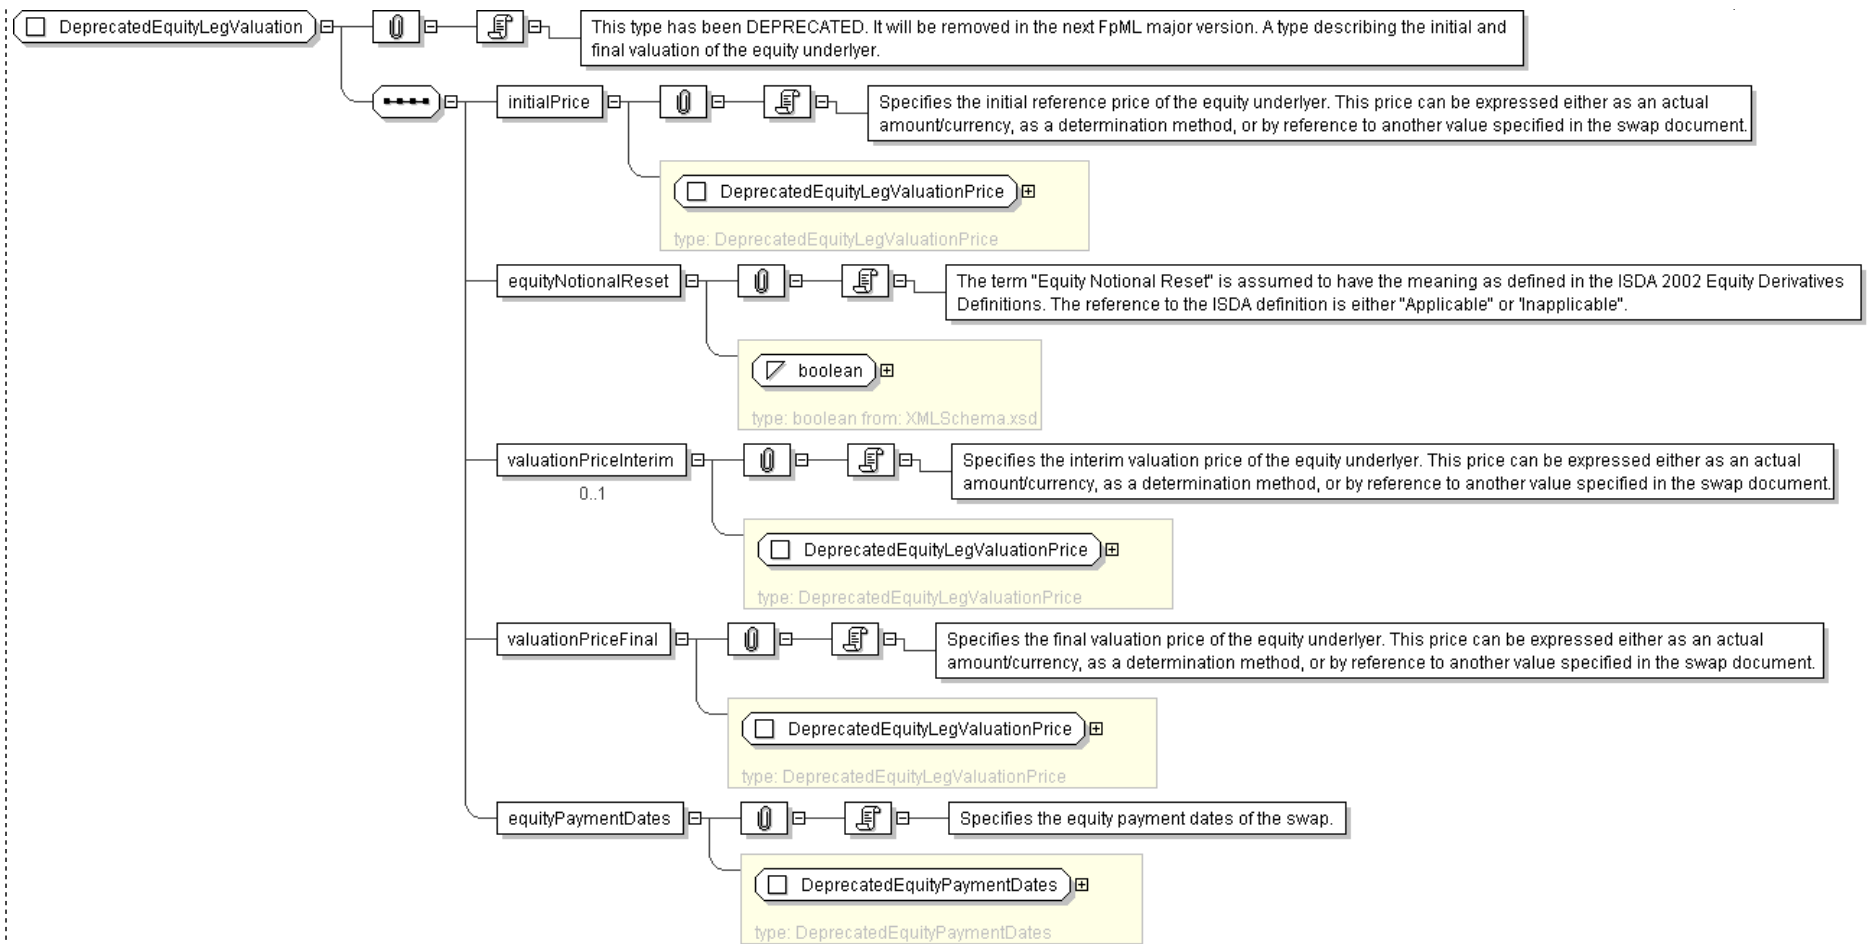 DeprecatedEquityLegValuation
This type has been DEPRECATED. It will be removed in the next FpML major version. A type describing the initial and
final valuation of the equity underlyer.
initialPrice
Specifies the initial reference price of the equity underlyer. This price can be expressed either as an actual
amount/currency, as a determination method, or by reference to another value specified in the swap document.
DeprecatedEquityLegValuationPrice
type: DeprecatedEquityLegValuationPrice
equityNotionalReset
The term "Equity Notional Reset" is assumed to have the meaning as defined in the ISDA 2002 Equity Derivatives
Definitions. The reference to the ISDA definition is either "Applicable" or 'Inapplicable".
boolean
type: boolean from: XMLSchema.xsd
valuationPriceInterim
0..1
Specifies the interim valuation price of the equity underlyer. This price can be expressed either as an actual
amount/currency, as a determination method, or by reference to another value specified in the swap document.
DeprecatedEquityLegValuationPrice
type: DeprecatedEquityLegValuationPrice
valuationPriceFinal
Specifies the final valuation price of the equity underlyer. This price can be expressed either as an actual
amount/currency, as a determination method, or by reference to another value specified in the swap document.
DeprecatedEquityLegValuationPrice
type: DeprecatedEquityLegValuationPrice
equityPaymentDates
Specifies the equity payment dates of the swap.
DeprecatedEquityPaymentDates
type: DeprecatedEquityPaymentDates